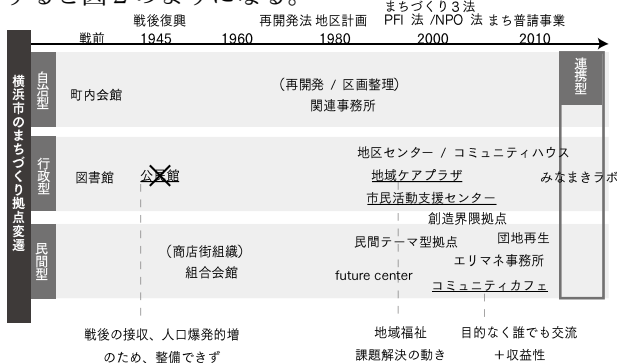 すると図２のようになる。
まちづくり３法
戦後復興 再開発法 地区計画 PFI 法 /NPO 法 まち普請事業
戦前 1945 1960 1980 2000 2010
横浜市のまちづくり拠点変遷
自治型
町内会館
（再開発 / 区画整理）
関連事務所
連携型
行政型
図書館 公民館
地区センター / コミュニティハウス
地域ケアプラザ
みなまきラボ
市民活動支援センター
創造界隈拠点
民間型
（商店街組織）
組合会館
民間テーマ型拠点 団地再生
エリマネ事務所
future center
コミュニティカフェ
戦後の接収、人口爆発的増
のため、整備できず
地域福祉
課題解決の動き
目的なく誰でも交流
＋収益性